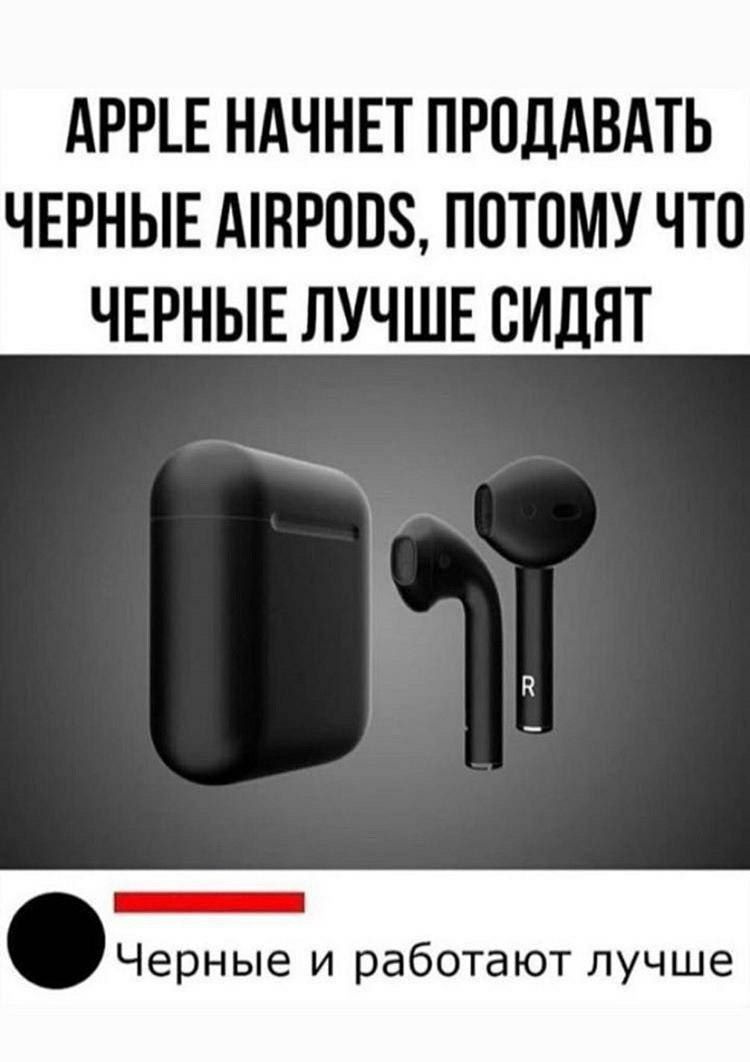 APPLE НАЧНЕТ ПРОДАВАТЬ
ЧЕРНЫЕ AIRPODS, ПОТОМУ ЧТО
ЧЕРНЫЕ ЛУЧШЕ СИДЯТ
R
Черные и работают лучше